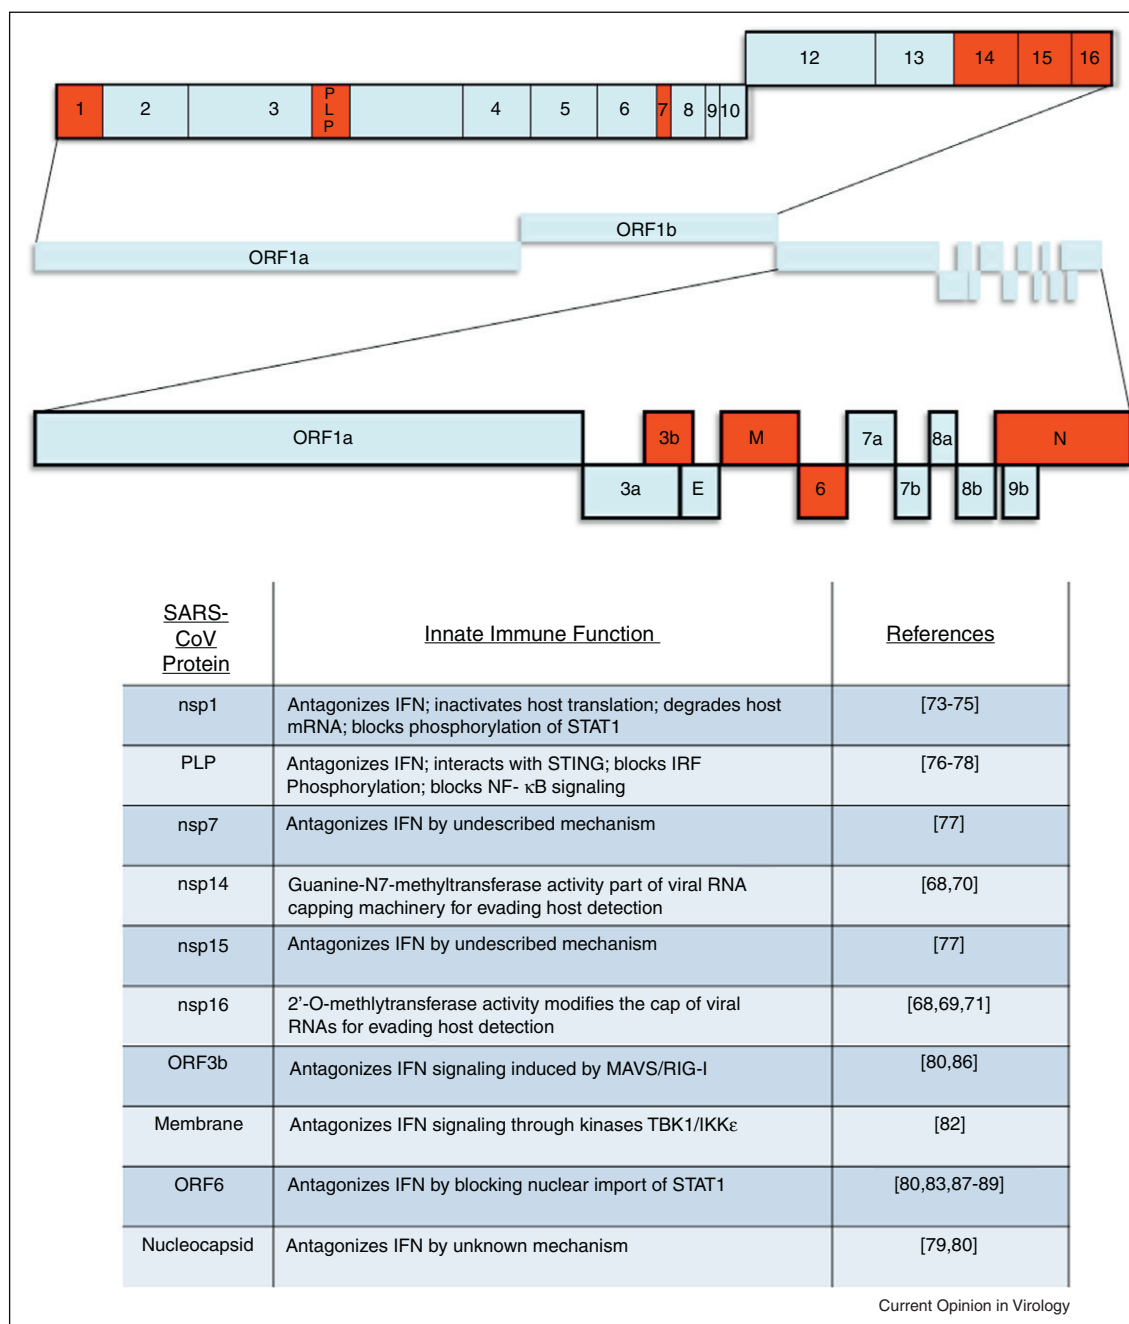 12 13 14 15 16
1 2 3 PLP 4 5 6 7 8 9 10
ORF1b
ORF1a
ORF1a 3b M 7a 8a N
3a E 6 7b 8b 9b
SARS-
CoV
Protein
Innate Immune Function
References
nsp1
Antagonizes IFN; inactivates host translation; degrades host
mRNA; blocks phosphorylation of STAT1
[73-75]
PLP
Antagonizes IFN; interacts with STING; blocks IRF
Phosphorylation; blocks NF- κB signaling
[76-78]
nsp7
Antagonizes IFN by undescribed mechanism
[77]
nsp14
Guanine-N7-methyltransferase activity part of viral RNA
capping machinery for evading host detection
[68,70]
nsp15
Antagonizes IFN by undescribed mechanism
[77]
nsp16
2'-O-methlytransferase activity modifies the cap of viral
RNAs for evading host detection
[68,69,71]
ORF3b
Antagonizes IFN signaling induced by MAVS/RIG-I
[80,86]
Membrane
Antagonizes IFN signaling through kinases TBK1/IKKε
[82]
ORF6
Antagonizes IFN by blocking nuclear import of STAT1
[80,83,87-89]
Nucleocapsid
Antagonizes IFN by unknown mechanism
[79,80]
Current Opinion in Virology